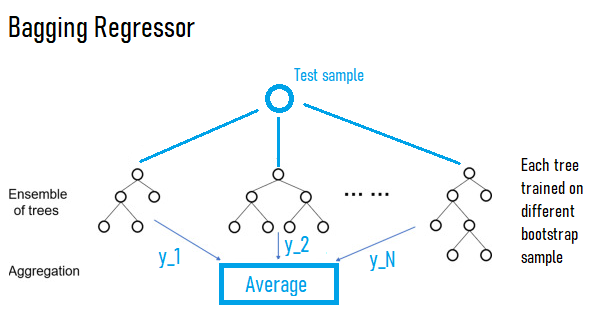 Bagging Regressor
Test sample
Ensemble
of trees
... ...
Each tree
trained on
different
bootstrap
sample
y_1
y_2
y_N
Aggregation
Average